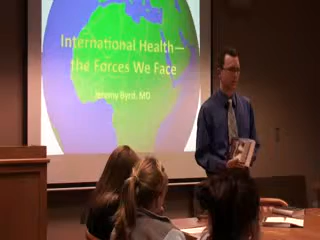 International Health—
the Forces We Face
Jeremy Byrd, MD